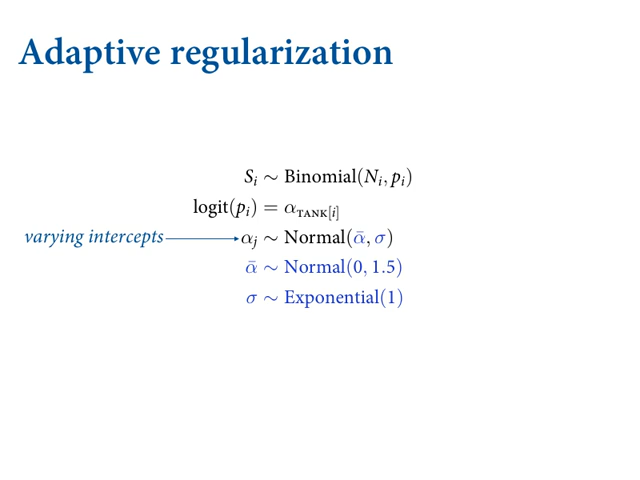 Adaptive regularization
Sᵢ ~ Binomial(Nᵢ, pᵢ)
logit(pᵢ) = α_TANK[i]
varying intercepts αⱼ ~ Normal(ᾱ, σ)
ᾱ ~ Normal(0, 1.5)
σ ~ Exponential(1)